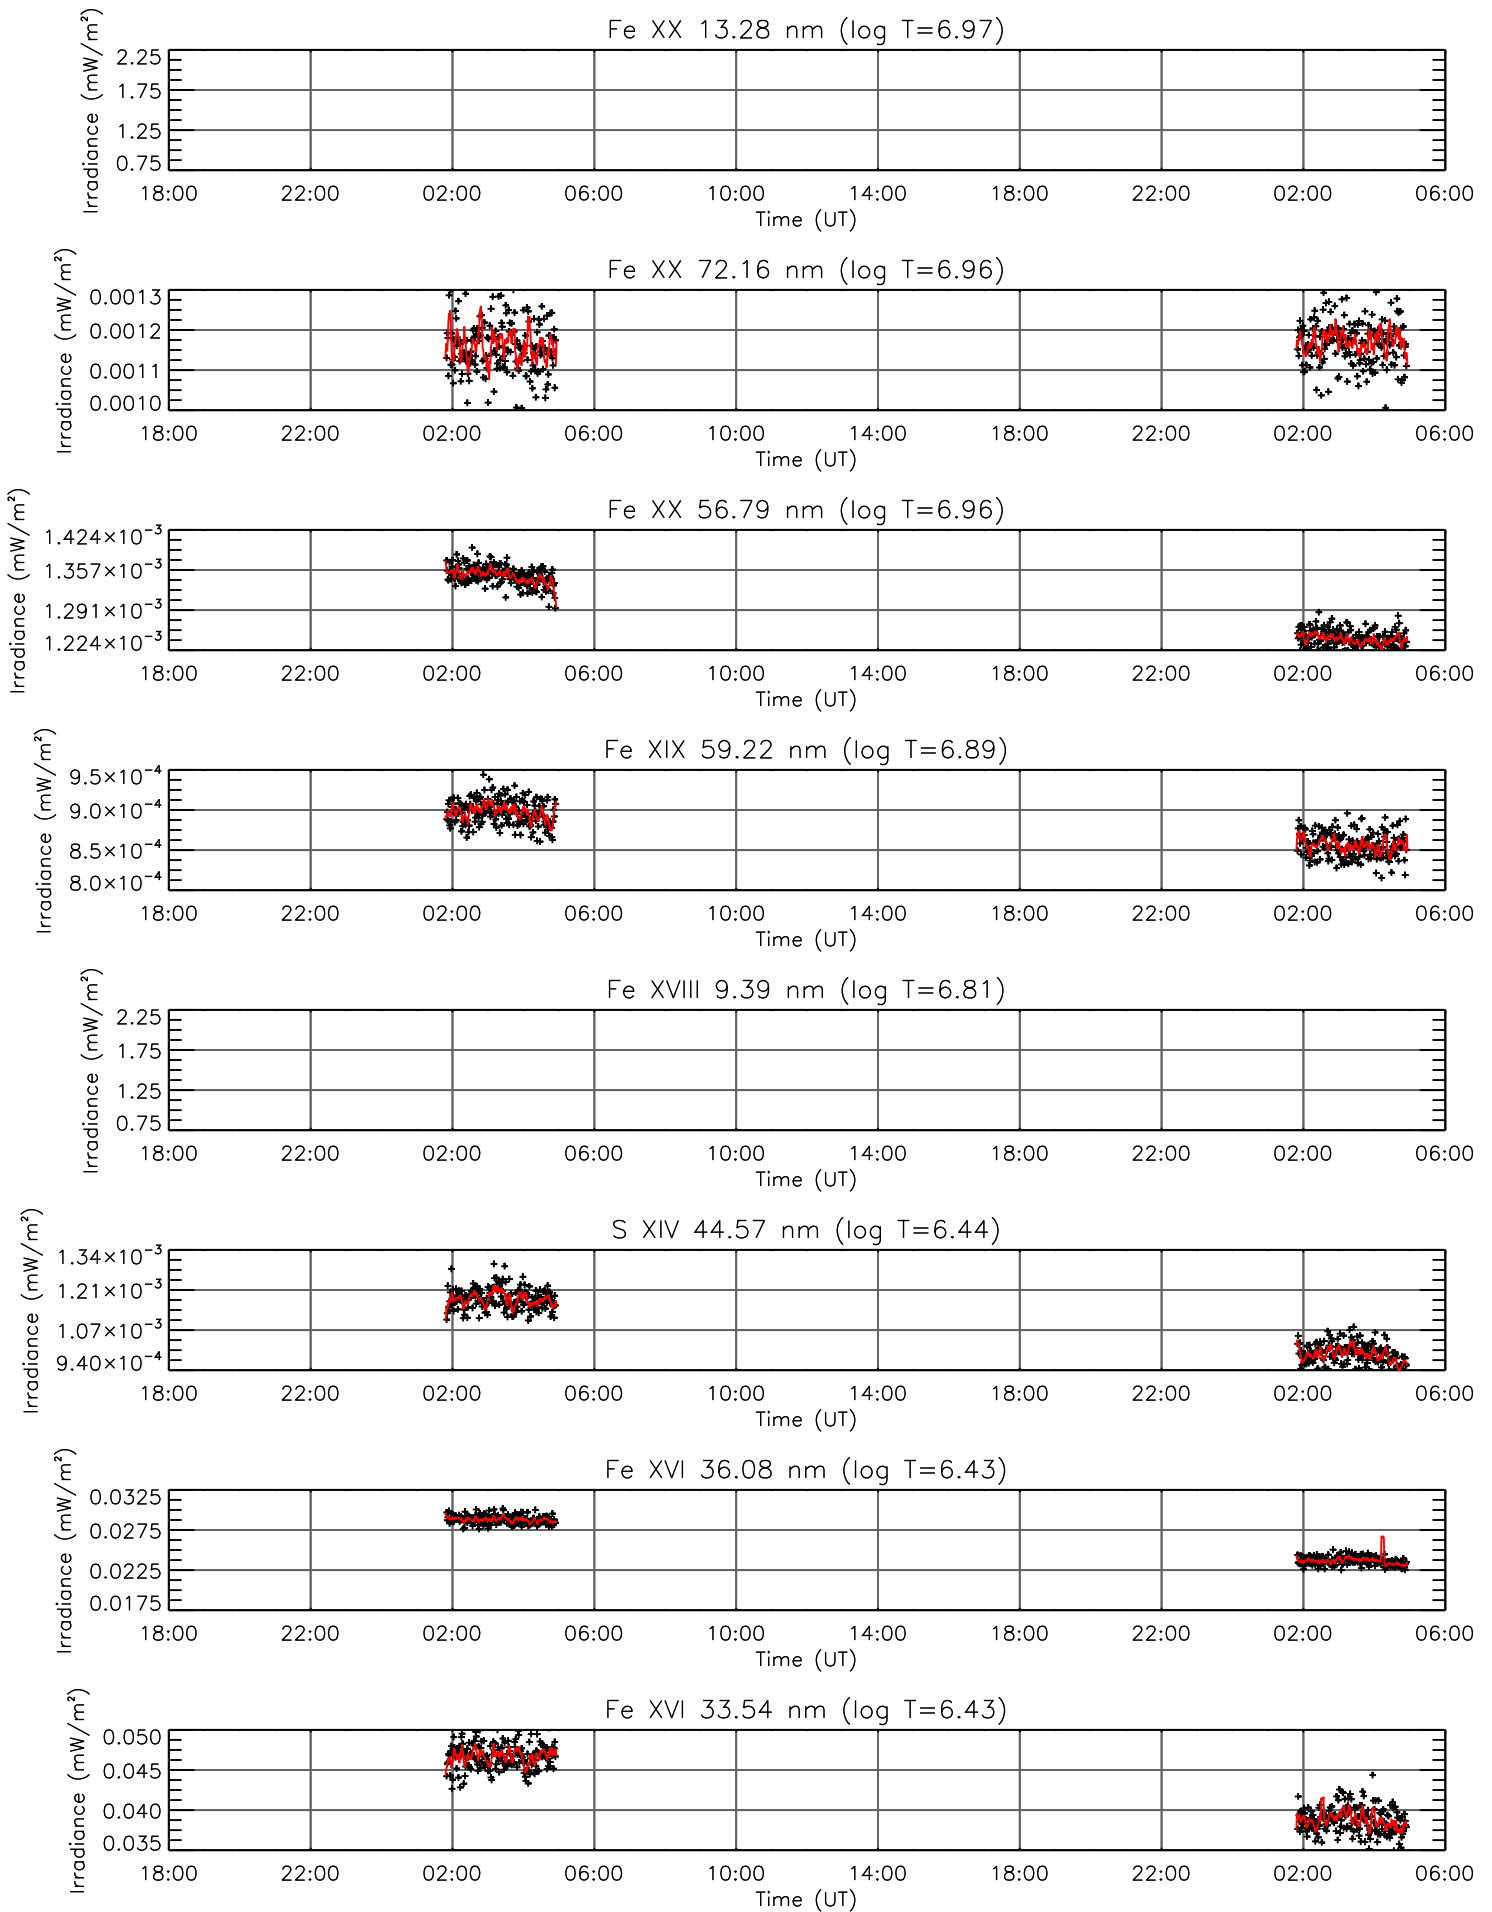 Fe XX 13.28 nm (log T=6.97)
Irradiance (mW/m²)
2.25
1.75
1.25
0.75
18:00 22:00 02:00 06:00 10:00 14:00 18:00 22:00 02:00 06:00
Time (UT)
Fe XX 72.16 nm (log T=6.96)
Irradiance (mW/m²)
0.0013
0.0012
0.0011
0.0010
18:00 22:00 02:00 06:00 10:00 14:00 18:00 22:00 02:00 06:00
Time (UT)
Fe XX 56.79 nm (log T=6.96)
Irradiance (mW/m²)
1.424×10⁻³
1.357×10⁻³
1.291×10⁻³
1.224×10⁻³
18:00 22:00 02:00 06:00 10:00 14:00 18:00 22:00 02:00 06:00
Time (UT)
Fe XIX 59.22 nm (log T=6.89)
Irradiance (mW/m²)
9.5×10⁻⁴
9.0×10⁻⁴
8.5×10⁻⁴
8.0×10⁻⁴
18:00 22:00 02:00 06:00 10:00 14:00 18:00 22:00 02:00 06:00
Time (UT)
Fe XVIII 9.39 nm (log T=6.81)
Irradiance (mW/m²)
2.25
1.75
1.25
0.75
18:00 22:00 02:00 06:00 10:00 14:00 18:00 22:00 02:00 06:00
Time (UT)
S XIV 44.57 nm (log T=6.44)
Irradiance (mW/m²)
1.34×10⁻³
1.21×10⁻³
1.07×10⁻³
9.40×10⁻⁴
18:00 22:00 02:00 06:00 10:00 14:00 18:00 22:00 02:00 06:00
Time (UT)
Fe XVI 36.08 nm (log T=6.43)
Irradiance (mW/m²)
0.0325
0.0275
0.0225
0.0175
18:00 22:00 02:00 06:00 10:00 14:00 18:00 22:00 02:00 06:00
Time (UT)
Fe XVI 33.54 nm (log T=6.43)
Irradiance (mW/m²)
0.050
0.045
0.040
0.035
18:00 22:00 02:00 06:00 10:00 14:00 18:00 22:00 02:00 06:00
Time (UT)